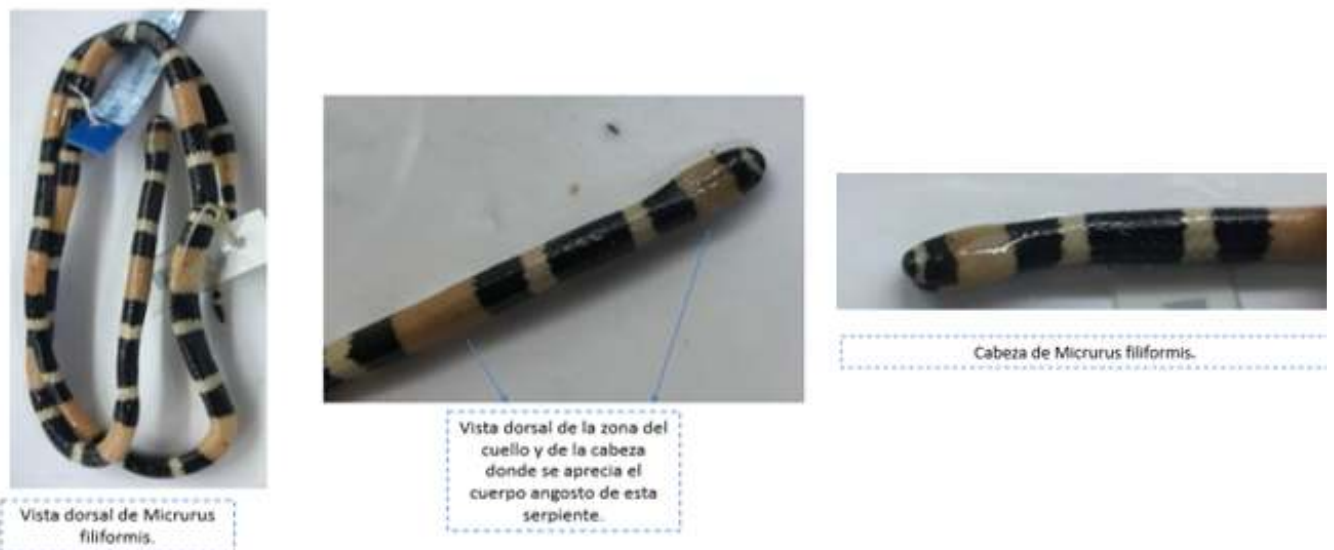 Vista dorsal de Micrurus
filiformis.
Vista dorsal de la zona del
cuello y de la cabeza
donde se aprecia el
cuerpo angosto de esta
serpiente.
Cabeza de Micrurus filiformis.